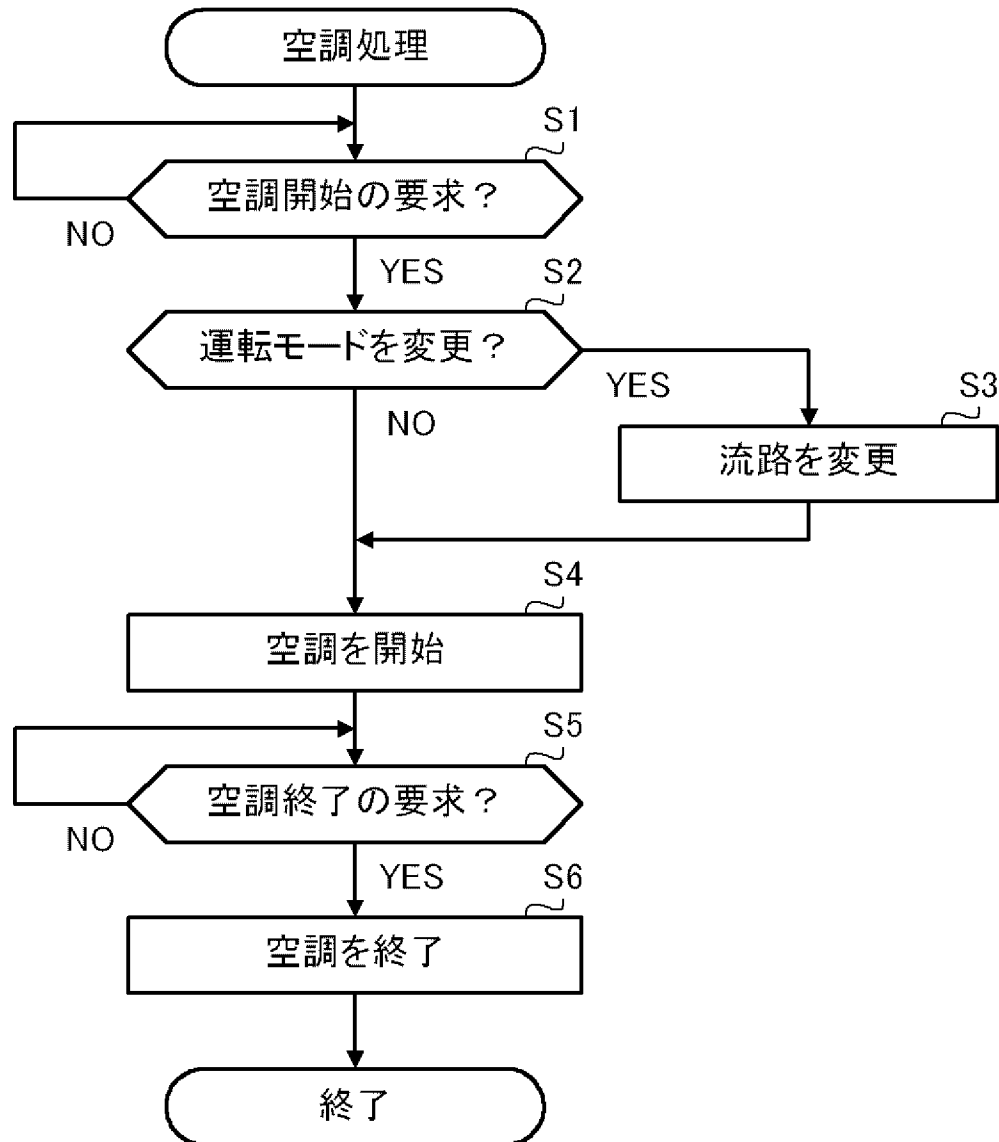 空調処理
S1
空調開始の要求?
NO
YES
S2
運転モードを変更?
YES
S3
NO
流路を変更
S4
空調を開始
S5
空調終了の要求?
NO
YES
S6
空調を終了
終了